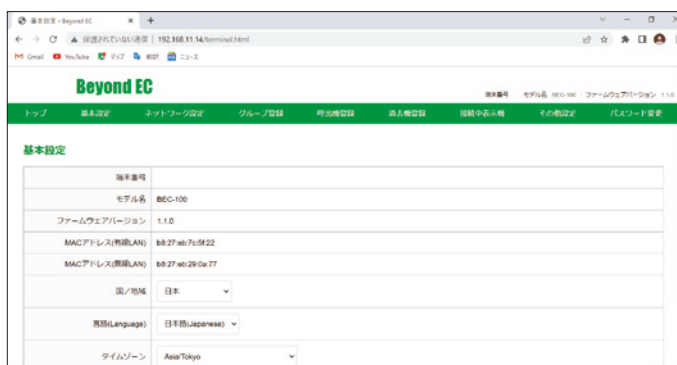 基本設定 - Beyond EC
保護されていない通信 | 192.168.11.14/terminal.html
Gmail YouTube マップ 翻訳 ニュース
Beyond EC
端末番号 モデル名 BEC-100 ファームウェアバージョン 1.1.0
トップ 基本設定 ネットワーク設定 グループ登録 呼出機登録 消去機登録 接続中表示機 その他設定 パスワード変更
基本設定
端末番号
モデル名 BEC-100
ファームウェアバージョン 1.1.0
MACアドレス(有線LAN) b8:27:eb:7c:5f:22
MACアドレス(無線LAN) b8:27:eb:29:0a:77
国／地域 日本
言語(Language) 日本語(Japanese)
タイムゾーン Asia/Tokyo